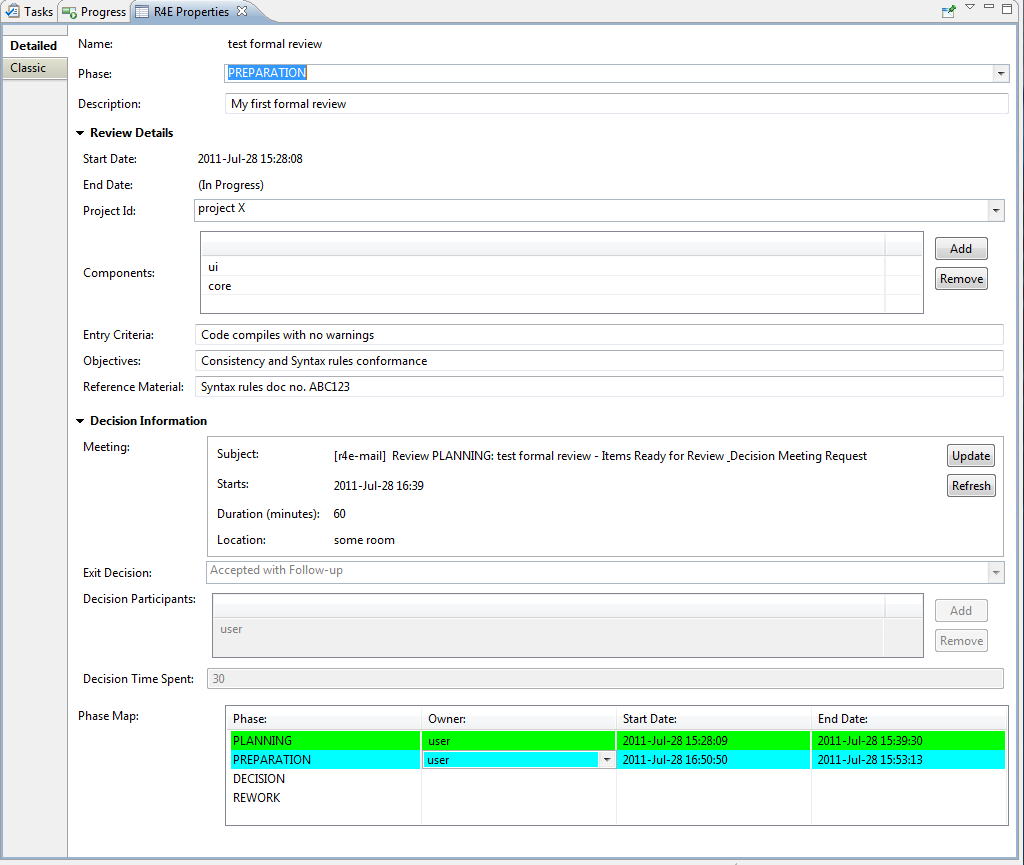 Tasks Progress R4E Properties
Detailed
Classic
Name: test formal review
Phase: PREPARATION
Description: My first formal review
Review Details
Start Date: 2011-Jul-28 15:28:08
End Date: (In Progress)
Project Id: project X
Components:
ui
core
Add
Remove
Entry Criteria: Code compiles with no warnings
Objectives: Consistency and Syntax rules conformance
Reference Material: Syntax rules doc no. ABC123
Decision Information
Meeting:
Subject: [r4e-mail] Review PLANNING: test formal review - Items Ready for Review _Decision Meeting Request
Starts: 2011-Jul-28 16:39
Duration (minutes): 60
Location: some room
Update
Refresh
Exit Decision: Accepted with Follow-up
Decision Participants:
user
Add
Remove
Decision Time Spent: 30
Phase Map:
Phase: Owner: Start Date: End Date:
PLANNING user 2011-Jul-28 15:28:09 2011-Jul-28 15:39:30
PREPARATION user 2011-Jul-28 16:50:50 2011-Jul-28 15:53:13
DECISION
REWORK